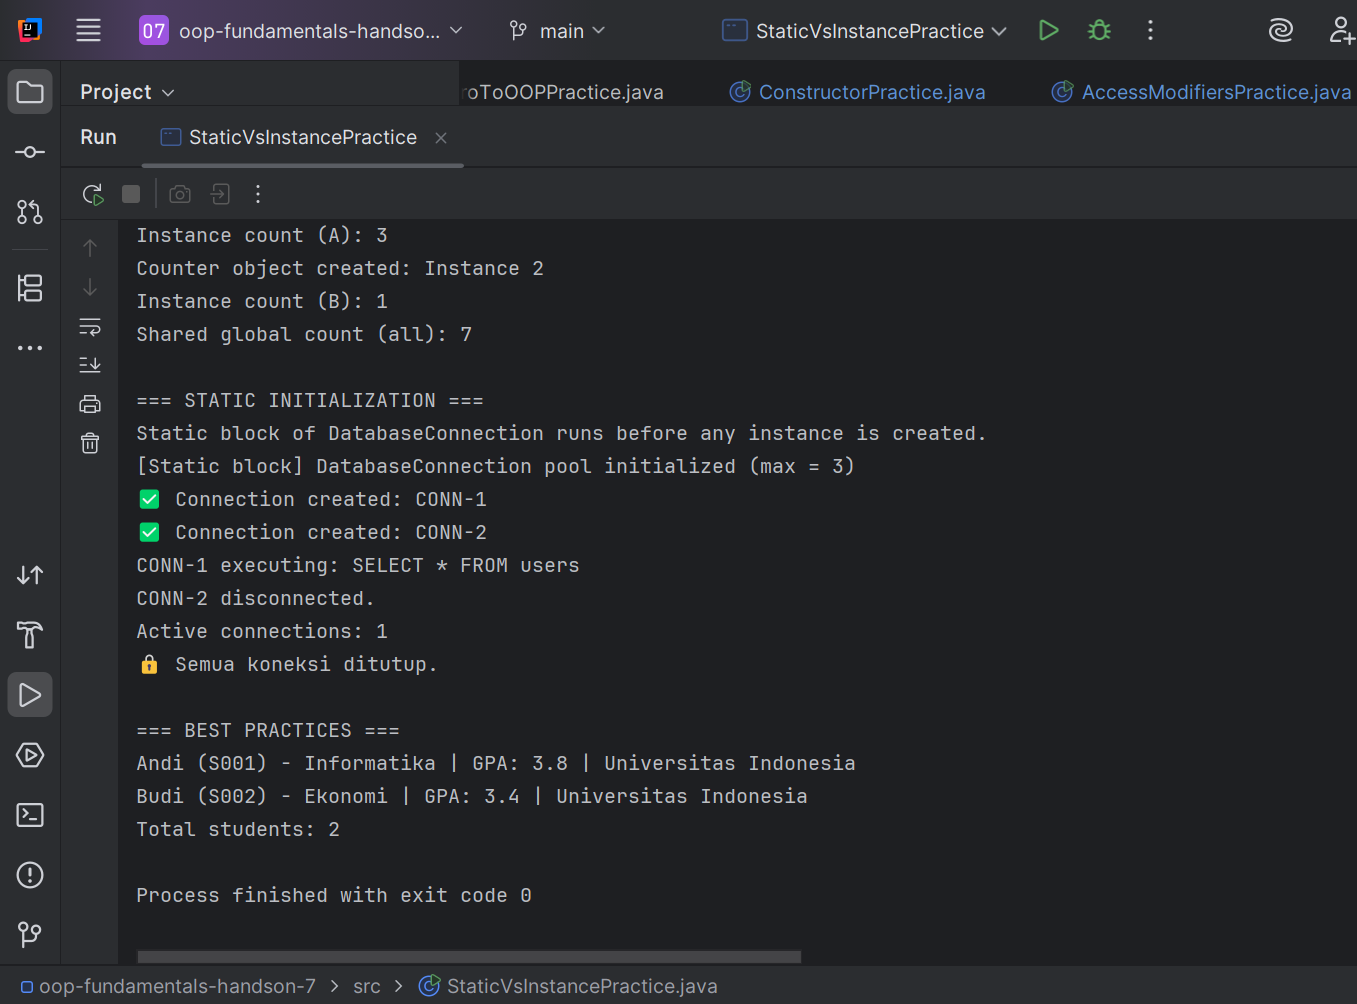 07 oop-fundamentals-handso... main StaticVsInstancePractice
Project oToOOPPractice.java ConstructorPractice.java AccessModifiersPractice.java
Run StaticVsInstancePractice
Instance count (A): 3
Counter object created: Instance 2
Instance count (B): 1
Shared global count (all): 7
=== STATIC INITIALIZATION ===
Static block of DatabaseConnection runs before any instance is created.
[Static block] DatabaseConnection pool initialized (max = 3)
✅ Connection created: CONN-1
✅ Connection created: CONN-2
CONN-1 executing: SELECT * FROM users
CONN-2 disconnected.
Active connections: 1
🔒 Semua koneksi ditutup.
=== BEST PRACTICES ===
Andi (S001) - Informatika | GPA: 3.8 | Universitas Indonesia
Budi (S002) - Ekonomi | GPA: 3.4 | Universitas Indonesia
Total students: 2
Process finished with exit code 0
oop-fundamentals-handson-7 > src > StaticVsInstancePractice.java